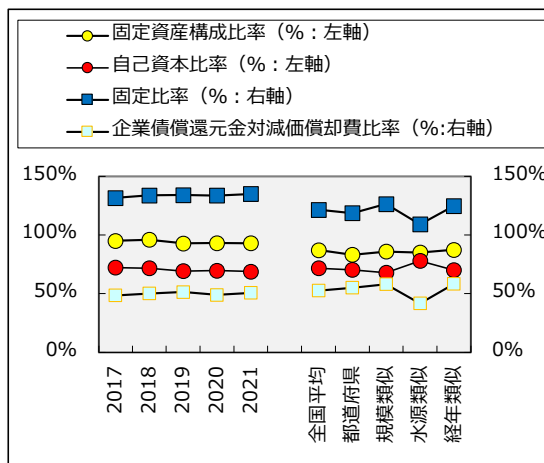 固定資産構成比率（%：左軸）
自己資本比率（%：左軸）
固定比率（%：右軸）
企業債償還元金対減価償却費比率（%:右軸）
150% 150%
100% 100%
50% 50%
0% 0%
2017 2018 2019 2020 2021 全国平均 都道府県 規模類似 水源類似 経年類似